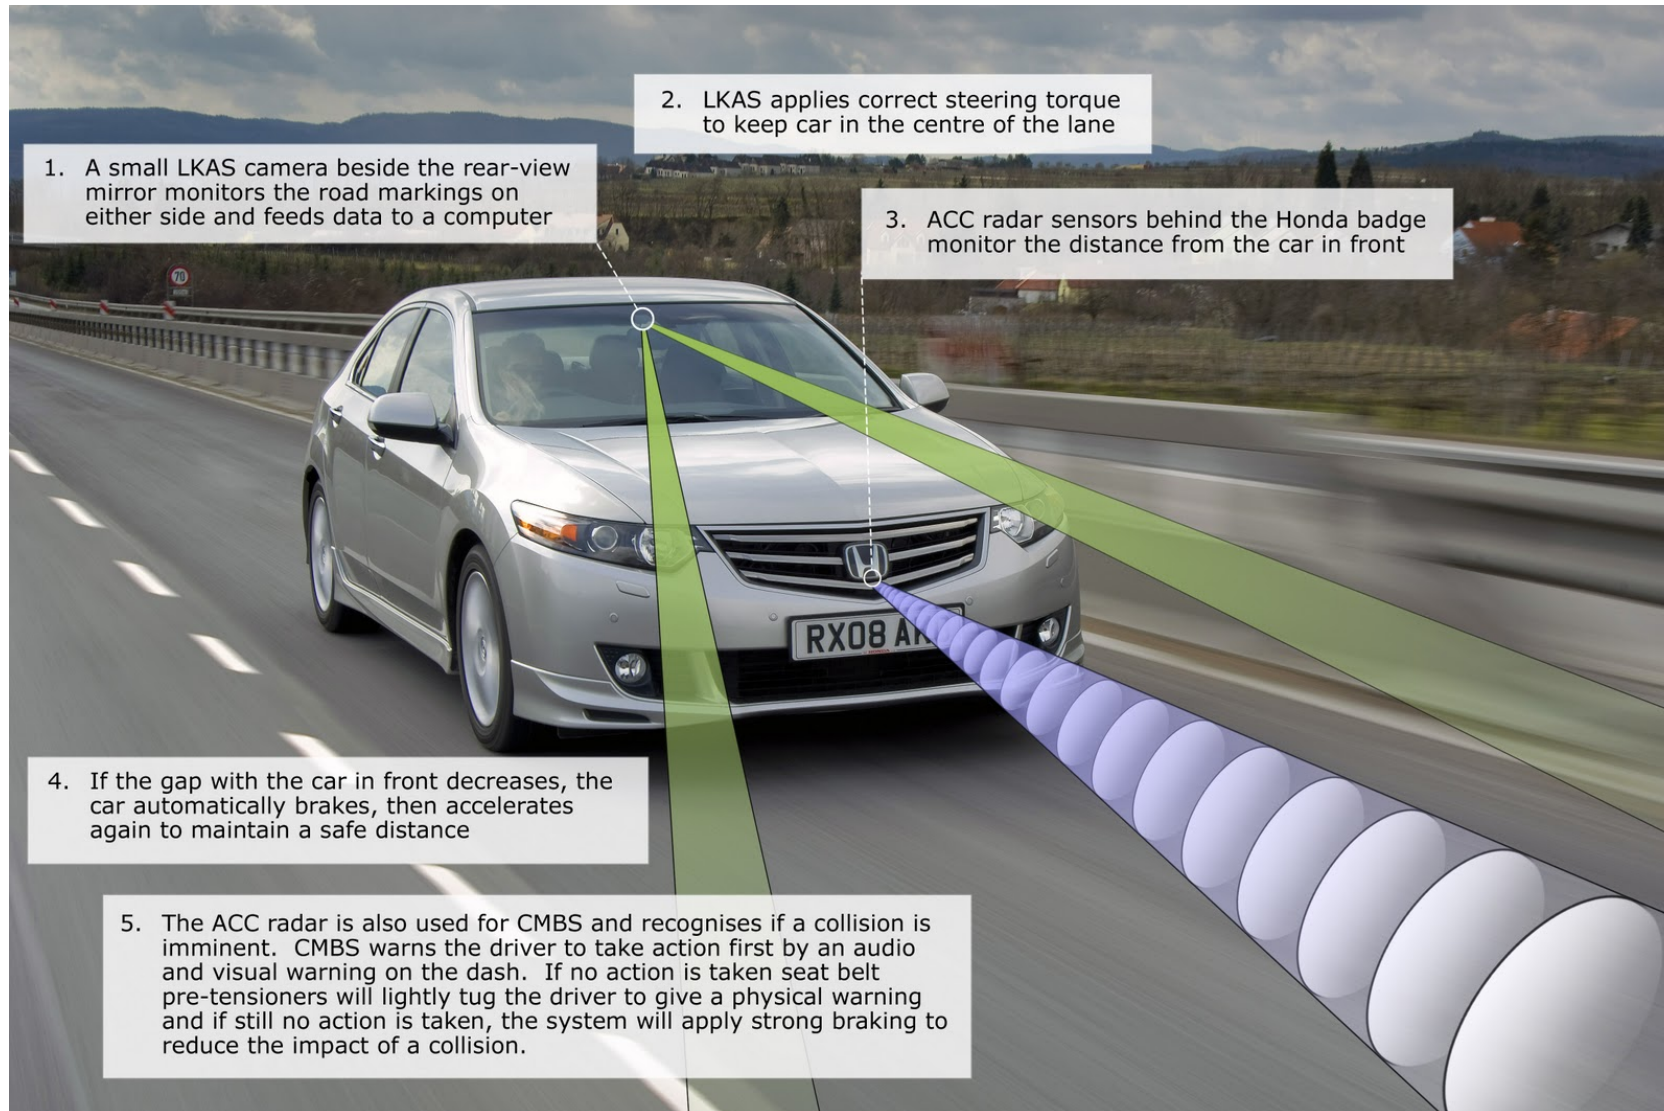 2. LKAS applies correct steering torque
to keep car in the centre of the lane
1. A small LKAS camera beside the rear-view
mirror monitors the road markings on
either side and feeds data to a computer
3. ACC radar sensors behind the Honda badge
monitor the distance from the car in front
70
RX08
4. If the gap with the car in front decreases, the
car automatically brakes, then accelerates
again to maintain a safe distance
5. The ACC radar is also used for CMBS and recognises if a collision is
imminent. CMBS warns the driver to take action first by an audio
and visual warning on the dash. If no action is taken seat belt
pre-tensioners will lightly tug the driver to give a physical warning
and if still no action is taken, the system will apply strong braking to
reduce the impact of a collision.